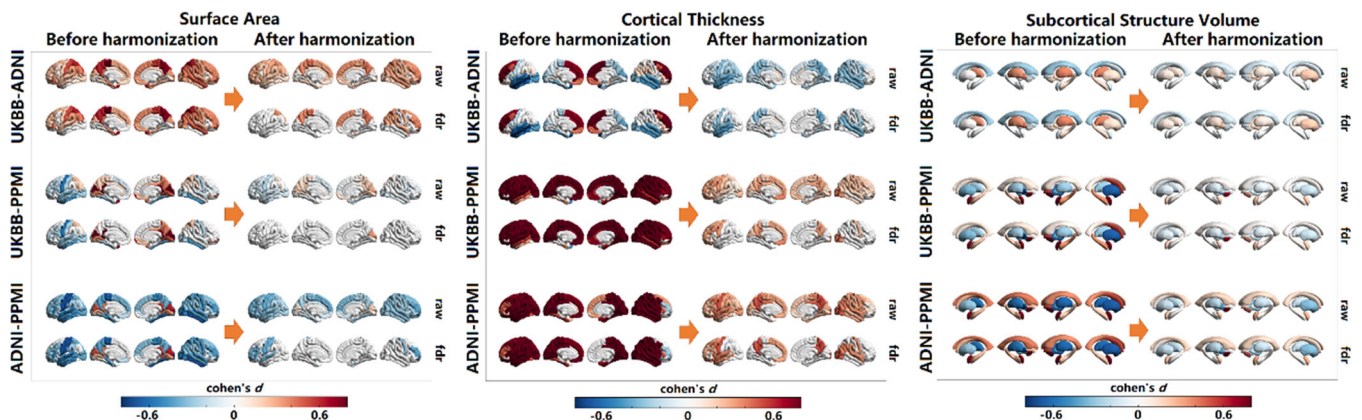 Surface Area
Before harmonization After harmonization
UKBB-ADNI
raw
fdr
UKBB-PPMI
raw
fdr
ADNI-PPMI
raw
fdr
cohen's d
-0.6 0 0.6
Cortical Thickness
Before harmonization After harmonization
UKBB-ADNI
raw
fdr
UKBB-PPMI
raw
fdr
ADNI-PPMI
raw
fdr
cohen's d
-0.6 0 0.6
Subcortical Structure Volume
Before harmonization After harmonization
UKBB-ADNI
raw
fdr
UKBB-PPMI
raw
fdr
ADNI-PPMI
raw
fdr
cohen's d
-0.6 0 0.6